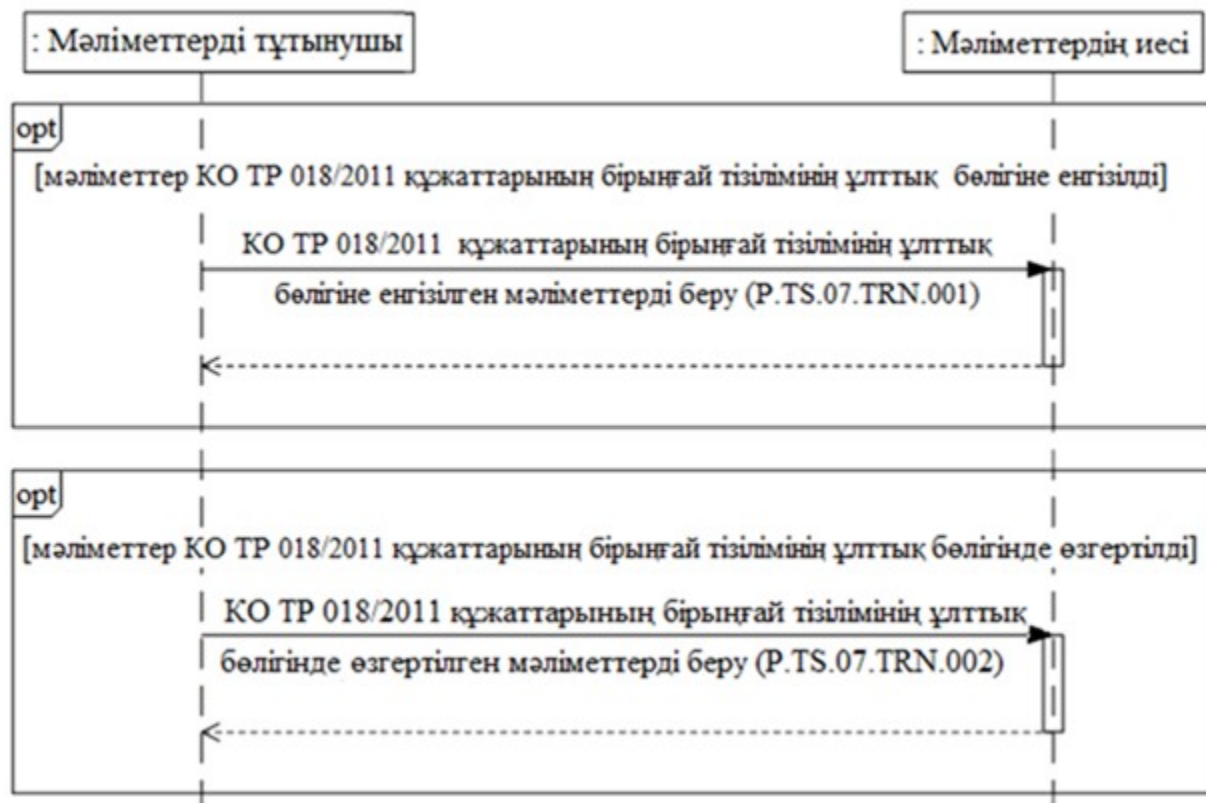 : Мәліметтерді тұтынушы
: Мәліметтердің иесі
opt
[мәліметтер КО ТР 018/2011 құжаттарының бірыңғай тізілімінің ұлттық бөлігіне енгізілді]
КО ТР 018/2011 құжаттарының бірыңғай тізілімінің ұлттық
бөлігіне енгізілген мәліметтерді беру (P.TS.07.TRN.001)
opt
[мәліметтер КО ТР 018/2011 құжаттарының бірыңғай тізілімінің ұлттық бөлігінде өзгертілді]
КО ТР 018/2011 құжаттарының бірыңғай тізілімінің ұлттық
бөлігінде өзгертілген мәліметтерді беру (P.TS.07.TRN.002)